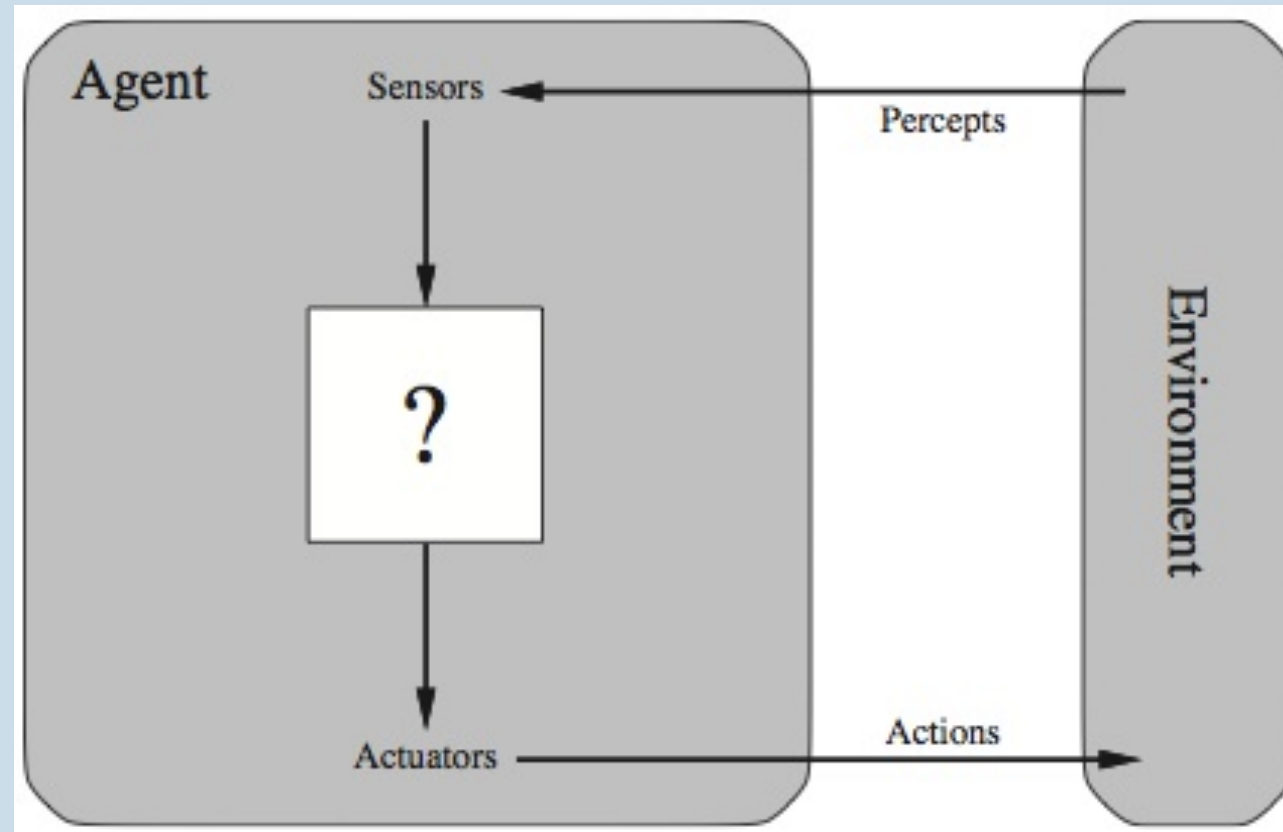 Agent
Sensors
Percepts
?
Environment
Actions
Actuators